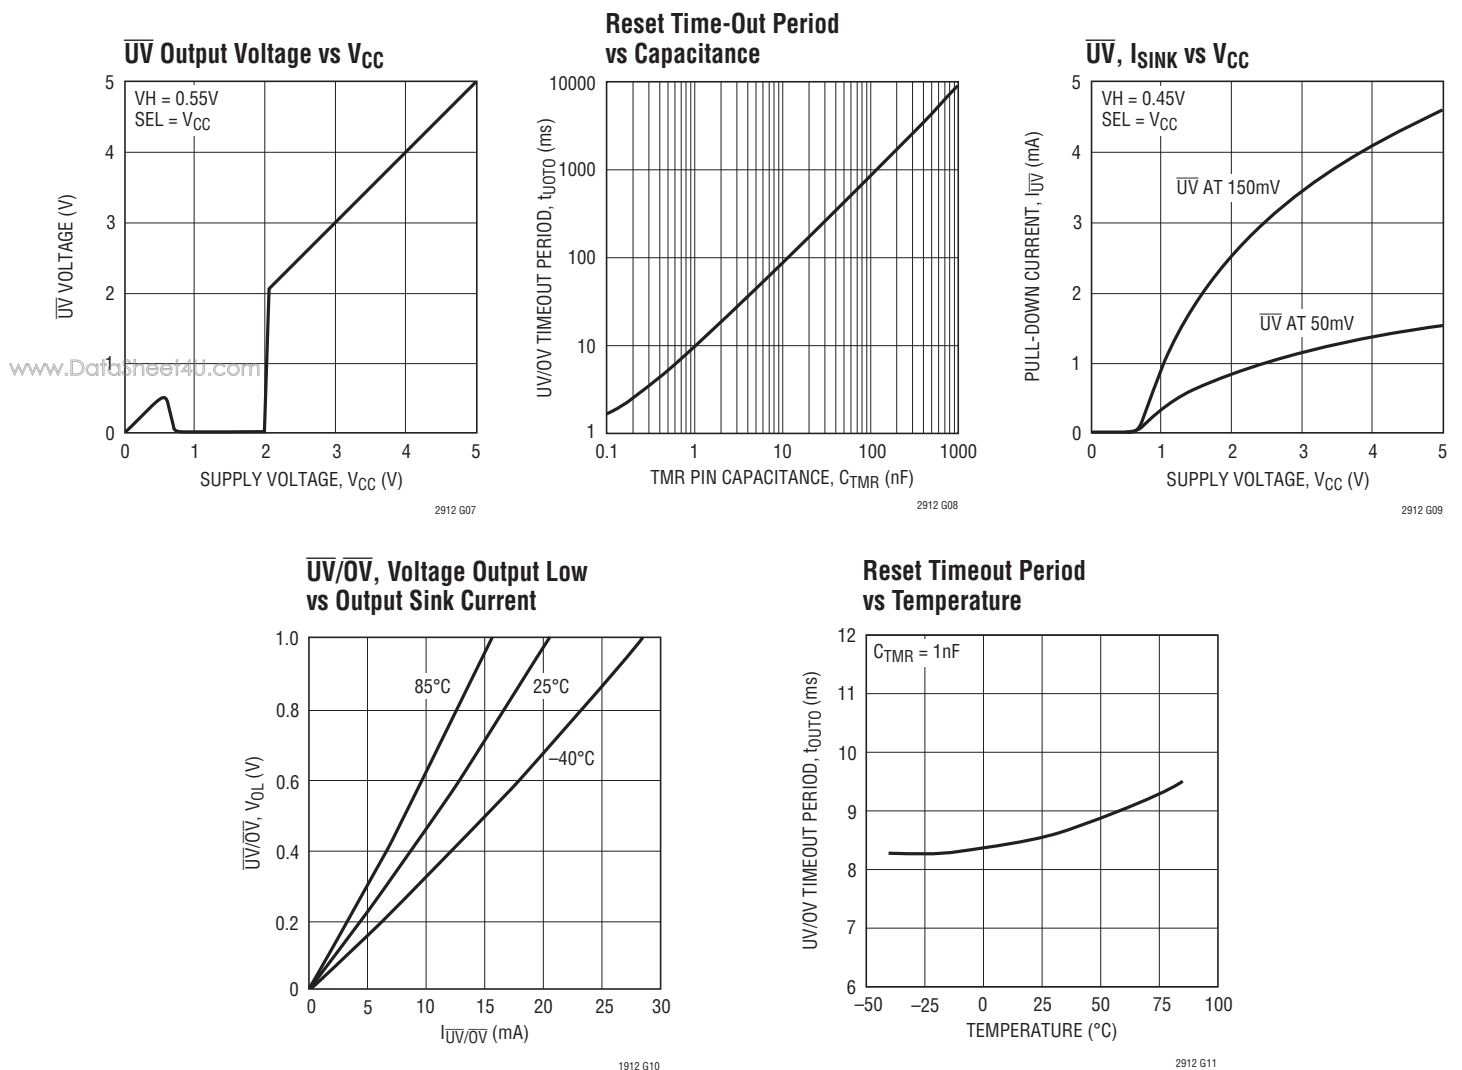 UV Output Voltage vs VCC
5
4
3
2
1
0
VH = 0.55V
SEL = VCC
UV VOLTAGE (V)
0 1 2 3 4 5
SUPPLY VOLTAGE, VCC (V)
2912 G07
www.DataSheet4U.com
Reset Time-Out Period
vs Capacitance
10000
1000
100
10
1
UV/OV TIMEOUT PERIOD, tUOTO (ms)
0.1 1 10 100 1000
TMR PIN CAPACITANCE, CTMR (nF)
2912 G08
UV, ISINK vs VCC
5
4
3
2
1
0
VH = 0.45V
SEL = VCC
UV AT 150mV
UV AT 50mV
PULL-DOWN CURRENT, IUV (mA)
0 1 2 3 4 5
SUPPLY VOLTAGE, VCC (V)
2912 G09
UV/OV, Voltage Output Low
vs Output Sink Current
1.0
0.8
0.6
0.4
0.2
0
85°C
25°C
–40°C
UV/OV, VOL (V)
0 5 10 15 20 25 30
IUV/OV (mA)
1912 G10
Reset Timeout Period
vs Temperature
12
11
10
9
8
7
6
CTMR = 1nF
UV/OV TIMEOUT PERIOD, tOUTO (ms)
–50 –25 0 25 50 75 100
TEMPERATURE (°C)
2912 G11